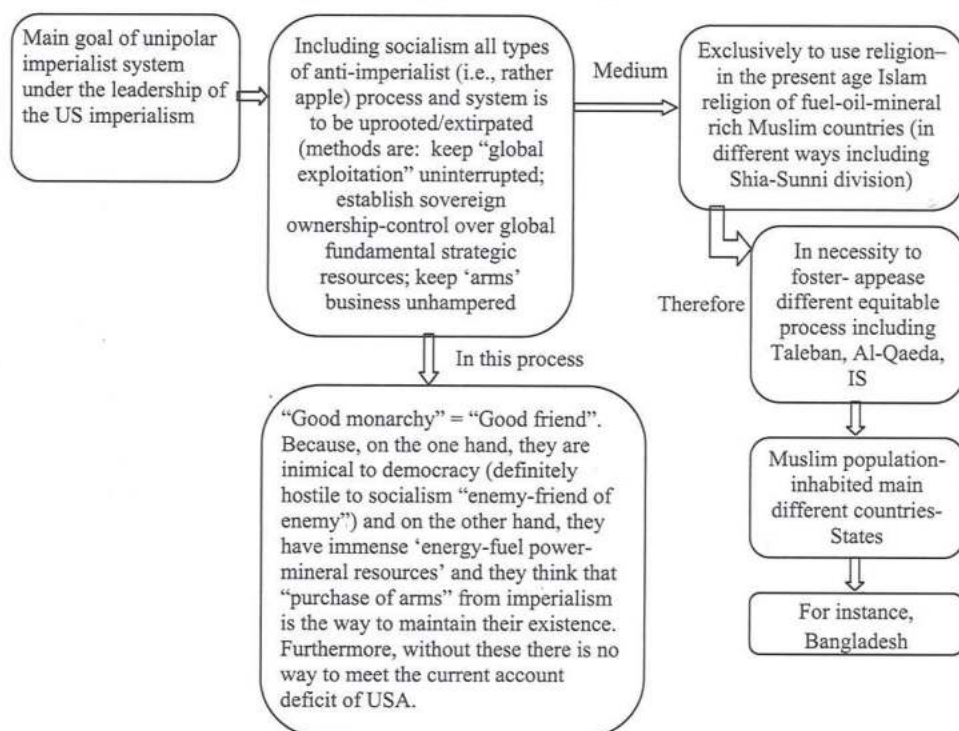 Main goal of unipolar
imperialist system
under the leadership of
the US imperialism
Including socialism all types
of anti-imperialist (i.e., rather
apple) process and system is
to be uprooted/extirpated
(methods are: keep “global
exploitation” uninterrupted;
establish sovereign
ownership-control over global
fundamental strategic
resources; keep ‘arms’
business unhampered
Medium
Exclusively to use religion–
in the present age Islam
religion of fuel-oil-mineral
rich Muslim countries (in
different ways including
Shia-Sunni division)
Therefore
In necessity to
foster- appease
different equitable
process including
Taleban, Al-Qaeda,
IS
In this process
“Good monarchy” = “Good friend”.
Because, on the one hand, they are
inimical to democracy (definitely
hostile to socialism “enemy-friend of
enemy”) and on the other hand, they
have immense ‘energy-fuel power-
mineral resources’ and they think that
“purchase of arms” from imperialism
is the way to maintain their existence.
Furthermore, without these there is no
way to meet the current account
deficit of USA.
Muslim population-
inhabited main
different countries-
States
For instance,
Bangladesh